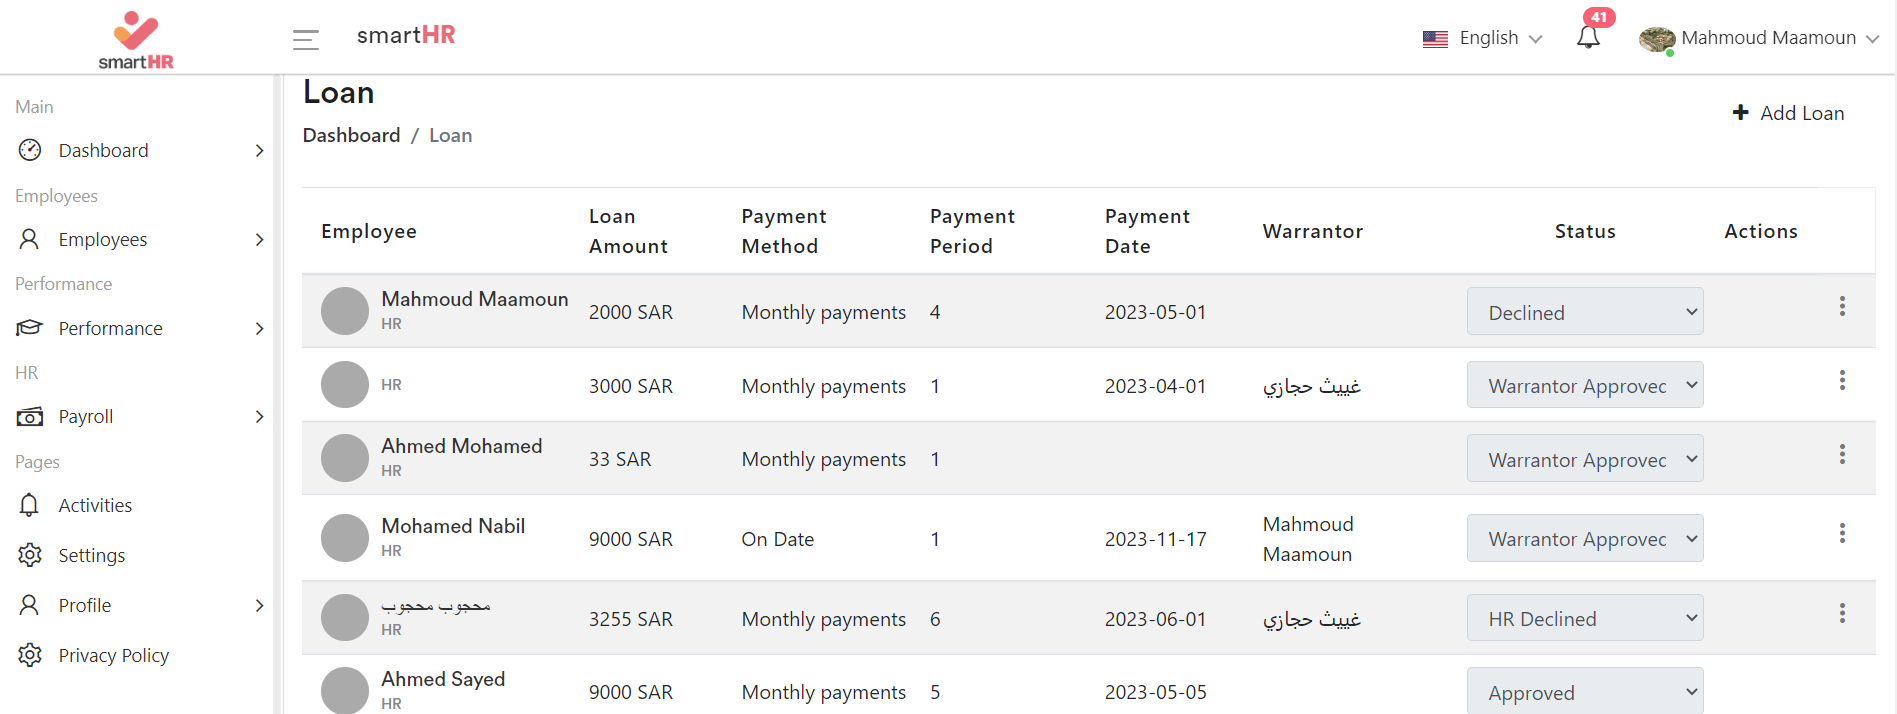 smartHR
smartHR
English
41
Mahmoud Maamoun
Main
Dashboard
Employees
Employees
Performance
Performance
HR
Payroll
Pages
Activities
Settings
Profile
Privacy Policy
Loan
Dashboard / Loan
+ Add Loan
Employee Loan Amount Payment Method Payment Period Payment Date Warrantor Status Actions
Mahmoud Maamoun HR 2000 SAR Monthly payments 4 2023-05-01 Declined
HR 3000 SAR Monthly payments 1 2023-04-01 غييث حجازي Warrantor Approved
Ahmed Mohamed HR 33 SAR Monthly payments 1 Warrantor Approved
Mohamed Nabil HR 9000 SAR On Date 1 2023-11-17 Mahmoud Maamoun Warrantor Approved
محجوب محجوب HR 3255 SAR Monthly payments 6 2023-06-01 غييث حجازي HR Declined
Ahmed Sayed HR 9000 SAR Monthly payments 5 2023-05-05 Approved